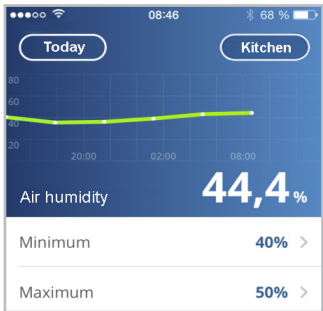 08:46 68 %
Today Kitchen
80
60
40
20
20:00 02:00 08:00
Air humidity 44,4 %
Minimum 40%
Maximum 50%